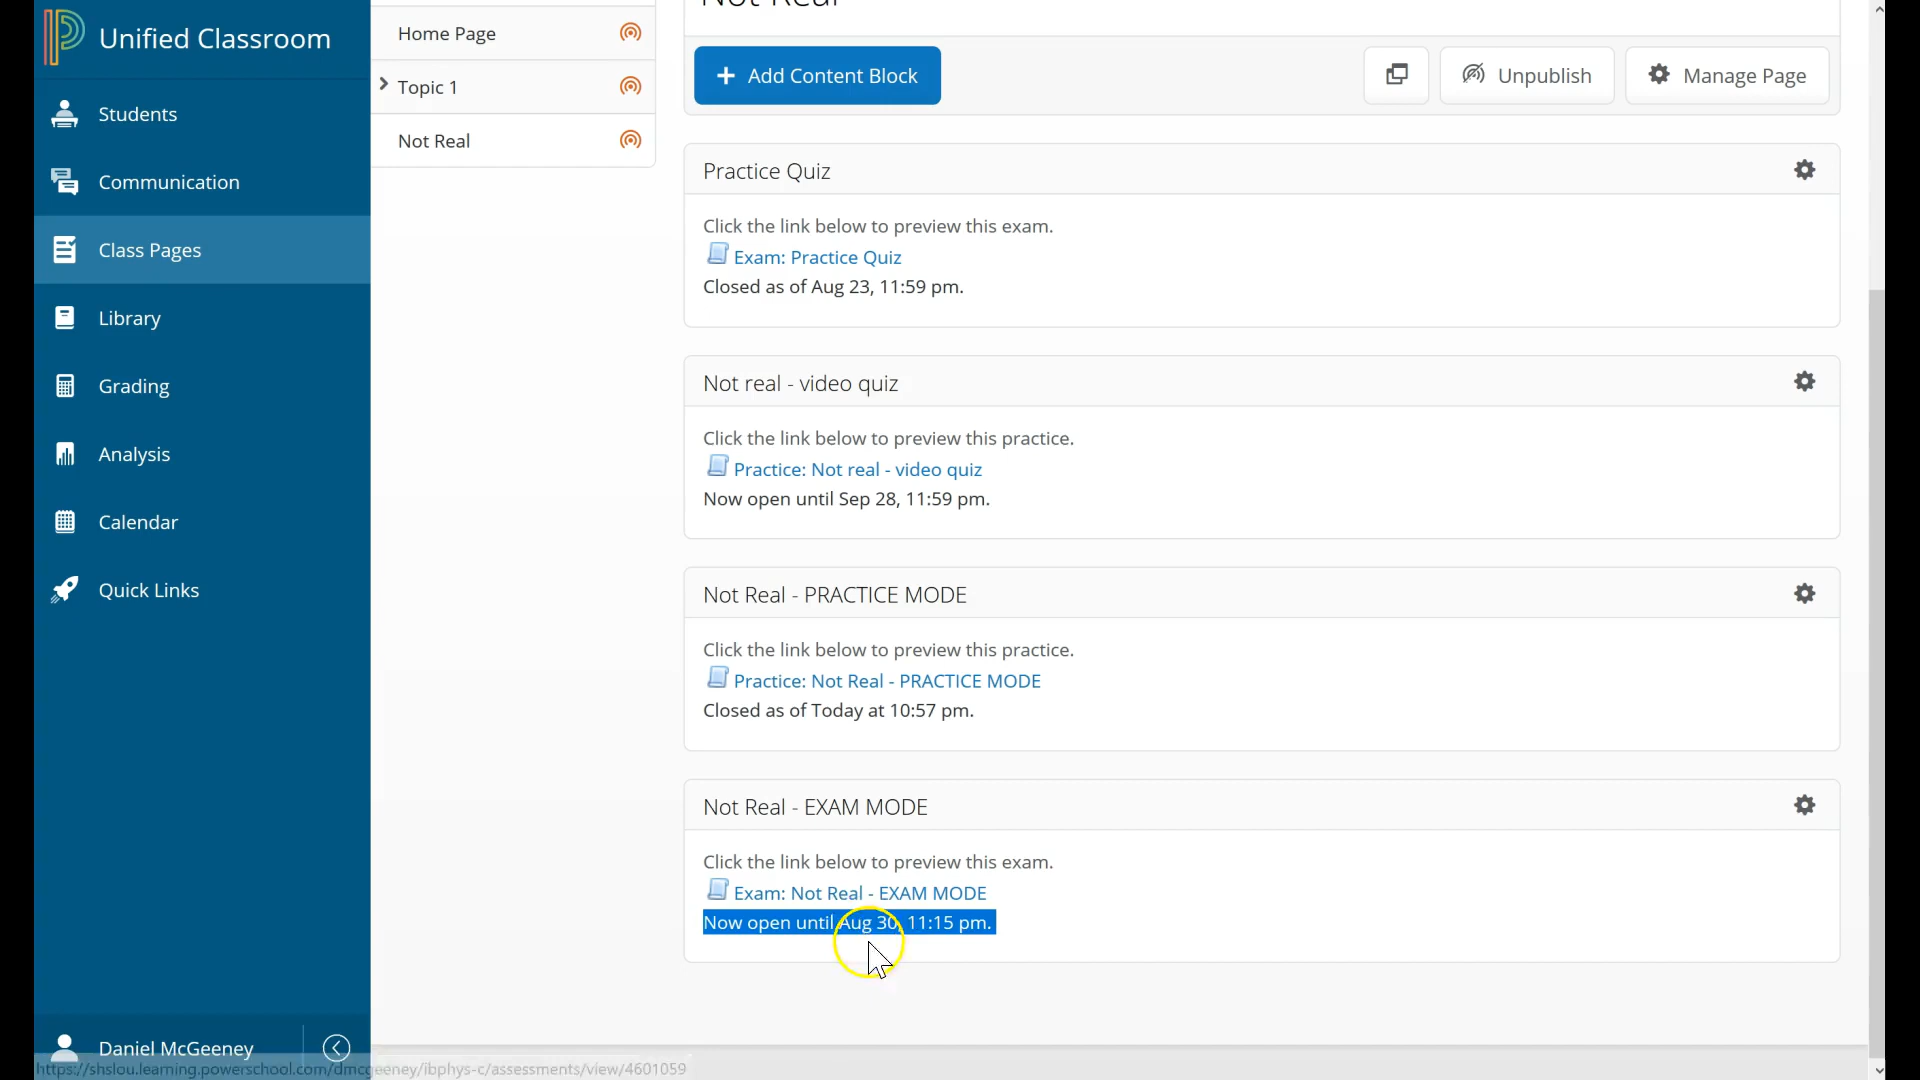 Unified Classroom
Students
Communication
Class Pages
Library
Grading
Analysis
Calendar
Quick Links
Daniel McGeeney
Home Page
Topic 1
Not Real
Not Real
+ Add Content Block
Unpublish
Manage Page
Practice Quiz
Click the link below to preview this exam.
Exam: Practice Quiz
Closed as of Aug 23, 11:59 pm.
Not real - video quiz
Click the link below to preview this practice.
Practice: Not real - video quiz
Now open until Sep 28, 11:59 pm.
Not Real - PRACTICE MODE
Click the link below to preview this practice.
Practice: Not Real - PRACTICE MODE
Closed as of Today at 10:57 pm.
Not Real - EXAM MODE
Click the link below to preview this exam.
Exam: Not Real - EXAM MODE
Now open until Aug 30, 11:15 pm.
https://shslou.learning.powerschool.com/dmcgeeney/ibphys-c/assessments/view/4601059